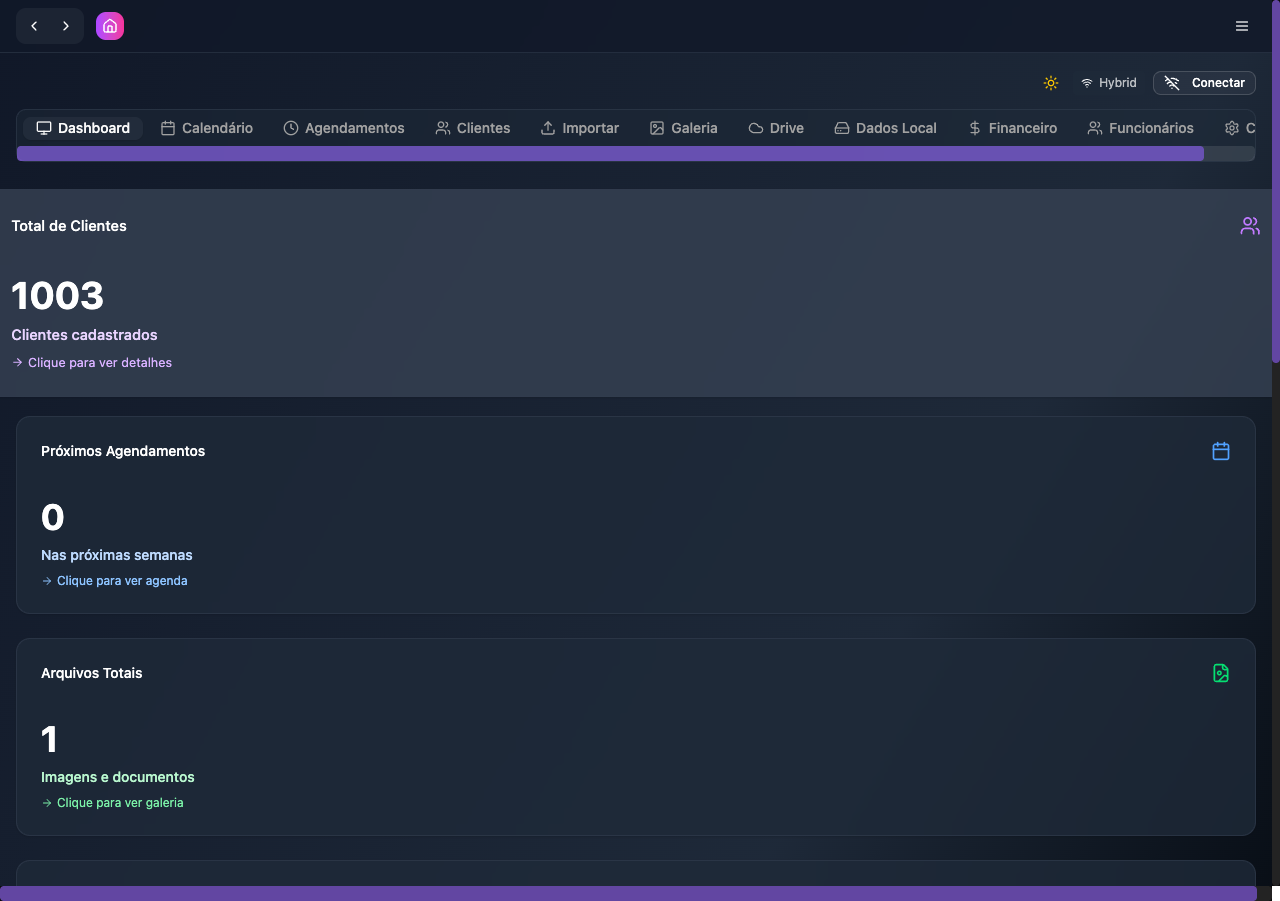 Hybrid
Conectar
Dashboard
Calendário
Agendamentos
Clientes
Importar
Galeria
Drive
Dados Local
Financeiro
Funcionários
C
Total de Clientes
1003
Clientes cadastrados
→ Clique para ver detalhes
Próximos Agendamentos
0
Nas próximas semanas
→ Clique para ver agenda
Arquivos Totais
1
Imagens e documentos
→ Clique para ver galeria